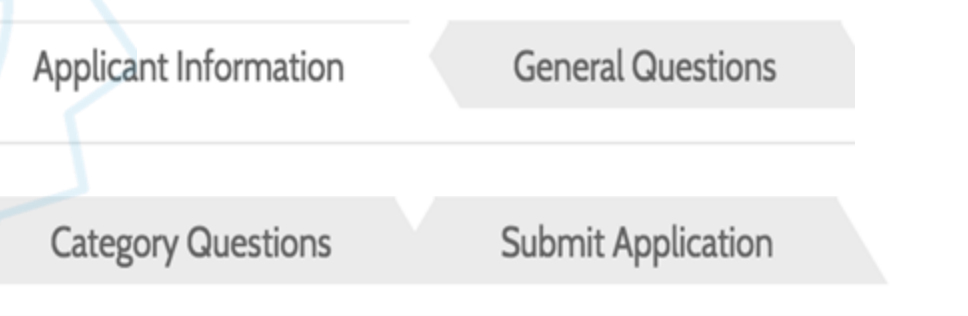 Applicant Information General Questions
Category Questions Submit Application